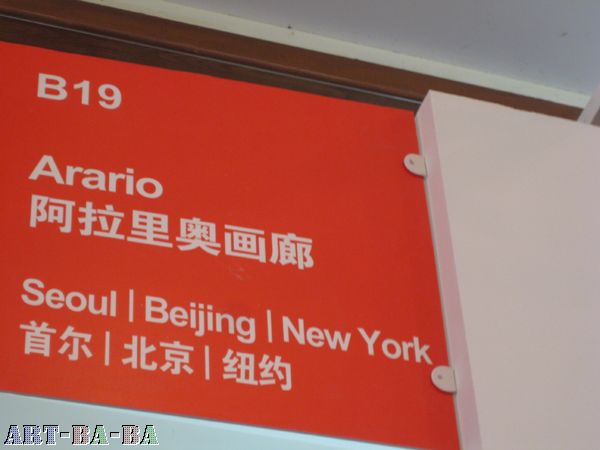 B19
Arario
阿拉里奥画廊
Seoul | Beijing | New York
首尔 | 北京 | 纽约
ART-BA-BA